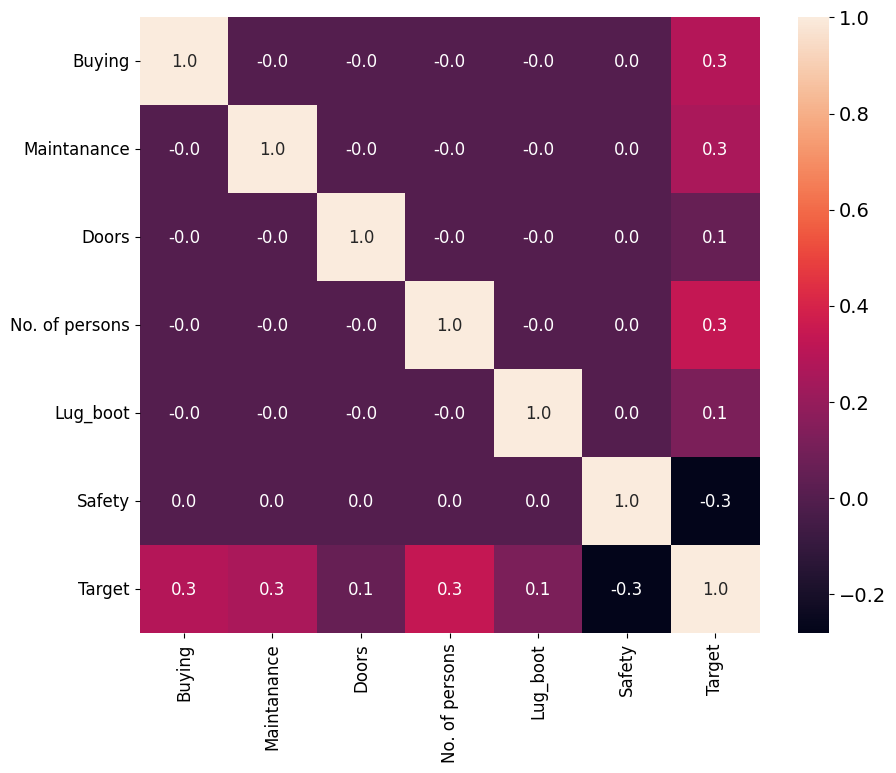 Buying 1.0 -0.0 -0.0 -0.0 -0.0 0.0 0.3
Maintanance -0.0 1.0 -0.0 -0.0 -0.0 0.0 0.3
Doors -0.0 -0.0 1.0 -0.0 -0.0 0.0 0.1
No. of persons -0.0 -0.0 -0.0 1.0 -0.0 0.0 0.3
Lug_boot -0.0 -0.0 -0.0 -0.0 1.0 0.0 0.1
Safety 0.0 0.0 0.0 0.0 0.0 1.0 -0.3
Target 0.3 0.3 0.1 0.3 0.1 -0.3 1.0
Buying
Maintanance
Doors
No. of persons
Lug_boot
Safety
Target
1.0
0.8
0.6
0.4
0.2
0.0
−0.2